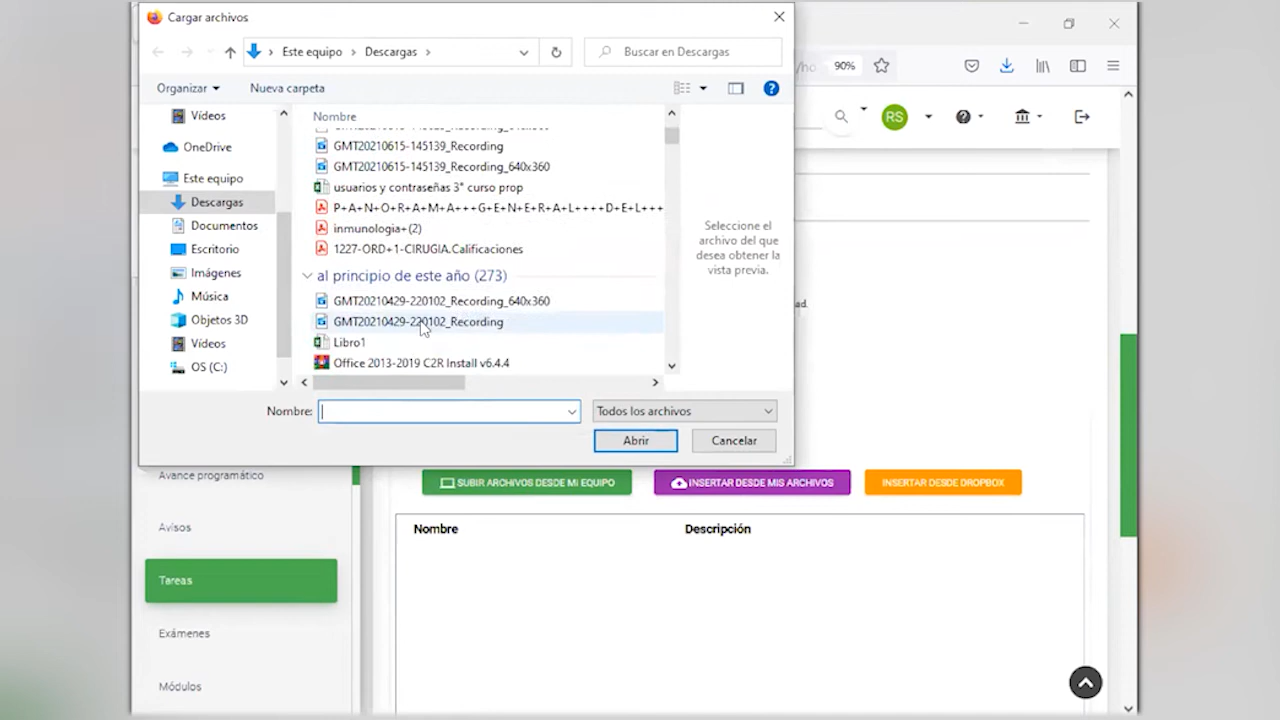 Cargar archivos
Este equipo > Descargas >
Buscar en Descargas
/ho
90%
Organizar
Nueva carpeta
RS
Vídeos
OneDrive
Este equipo
Descargas
Documentos
Escritorio
Imágenes
Música
Objetos 3D
Vídeos
OS (C:)
Nombre
GMT20210615-145139_Recording
GMT20210615-145139_Recording_640x360
usuarios y contraseñas 3° curso prop
P+A+N+O+R+A+M+A+++G+E+N+E+R+A+L++++D+E+L+++
inmunologia+(2)
1227-ORD+1-CIRUGIA.Calificaciones
al principio de este año (273)
GMT20210429-220102_Recording_640x360
GMT20210429-220102_Recording
Libro1
Office 2013-2019 C2R Install v6.4.4
Seleccione el
archivo del que
desea obtener la
vista previa.
ad.
Nombre:
Todos los archivos
Abrir
Cancelar
Avance programático
Avisos
Tareas
Exámenes
Módulos
SUBIR ARCHIVOS DESDE MI EQUIPO
INSERTAR DESDE MIS ARCHIVOS
INSERTAR DESDE DROPBOX
Nombre
Descripción